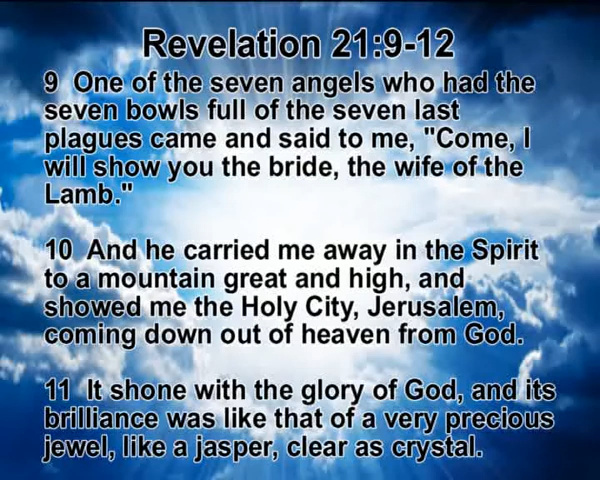 Revelation 21:9-12
9 One of the seven angels who had the
seven bowls full of the seven last
plagues came and said to me, "Come, I
will show you the bride, the wife of the
Lamb."
10 And he carried me away in the Spirit
to a mountain great and high, and
showed me the Holy City, Jerusalem,
coming down out of heaven from God.
11 It shone with the glory of God, and its
brilliance was like that of a very precious
jewel, like a jasper, clear as crystal.